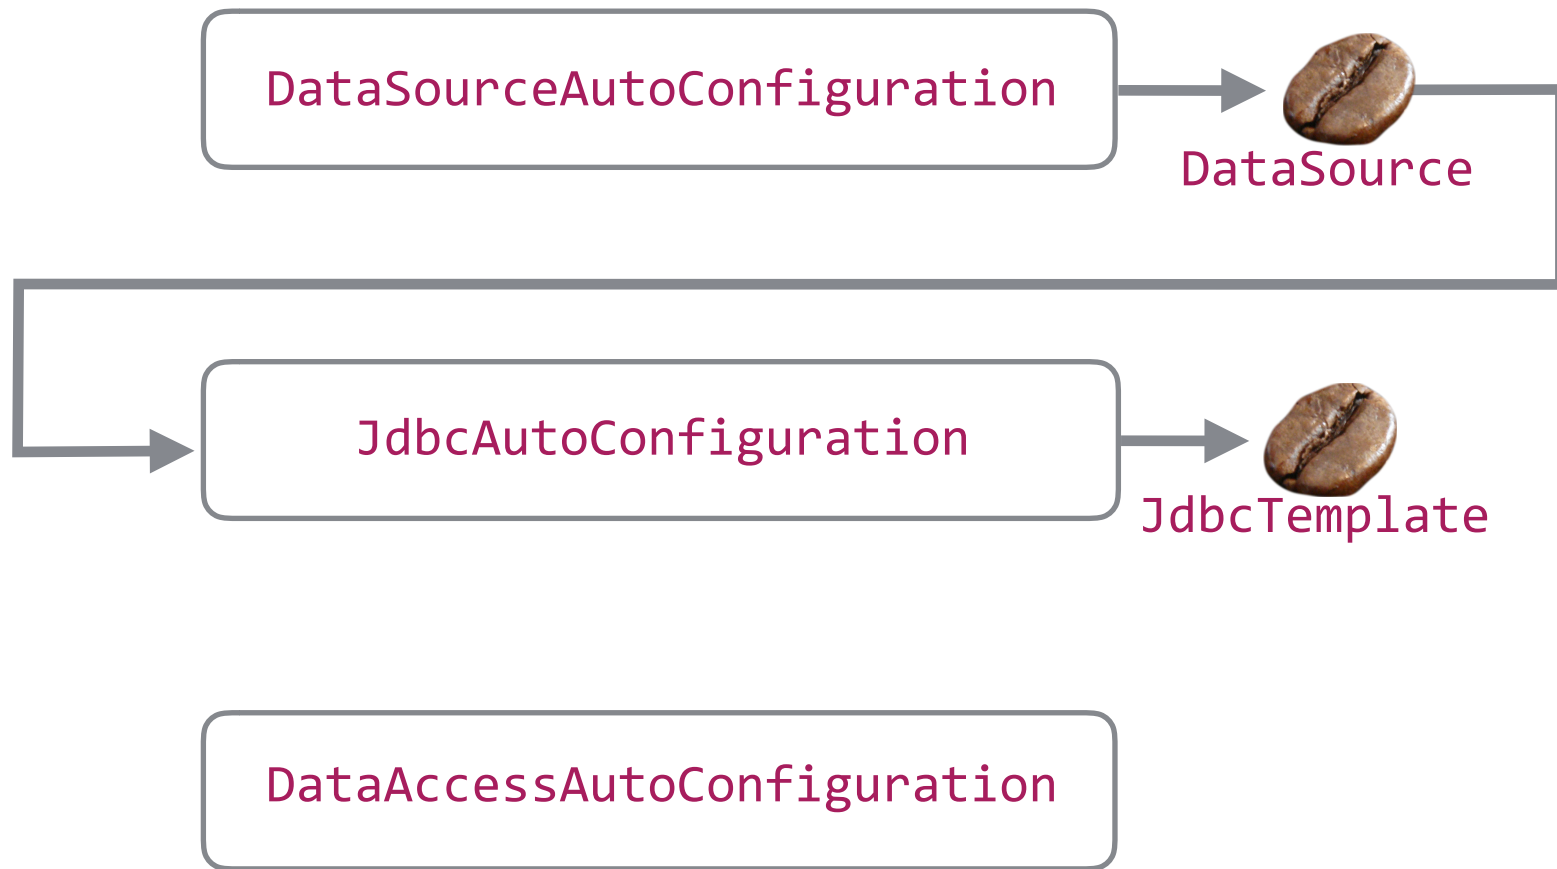 DataSourceAutoConfiguration
DataSource
JdbcAutoConfiguration
JdbcTemplate
DataAccessAutoConfiguration